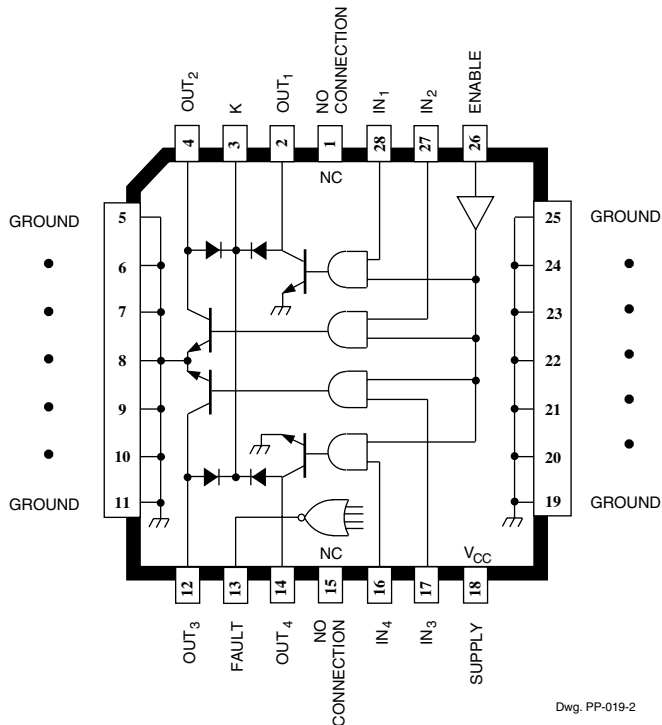 OUT2
K
OUT1
NO
CONNECTION
IN1
IN2
ENABLE
4
3
2
1
28
27
26
NC
GROUND
5
6
7
8
9
10
11
GROUND
25
GROUND
24
23
22
21
20
19
GROUND
NC
VCC
12
13
14
15
16
17
18
OUT3
FAULT
OUT4
NO
CONNECTION
IN4
IN3
SUPPLY
Dwg. PP-019-2